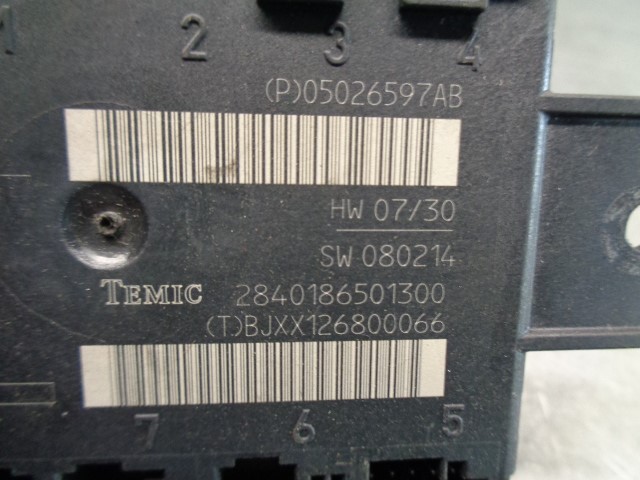 1 2 3 4
(P)05026597AB
HW 07/30
SW 080214
TEMIC 2840186501300
(T)BJXX126800066
7 6 5